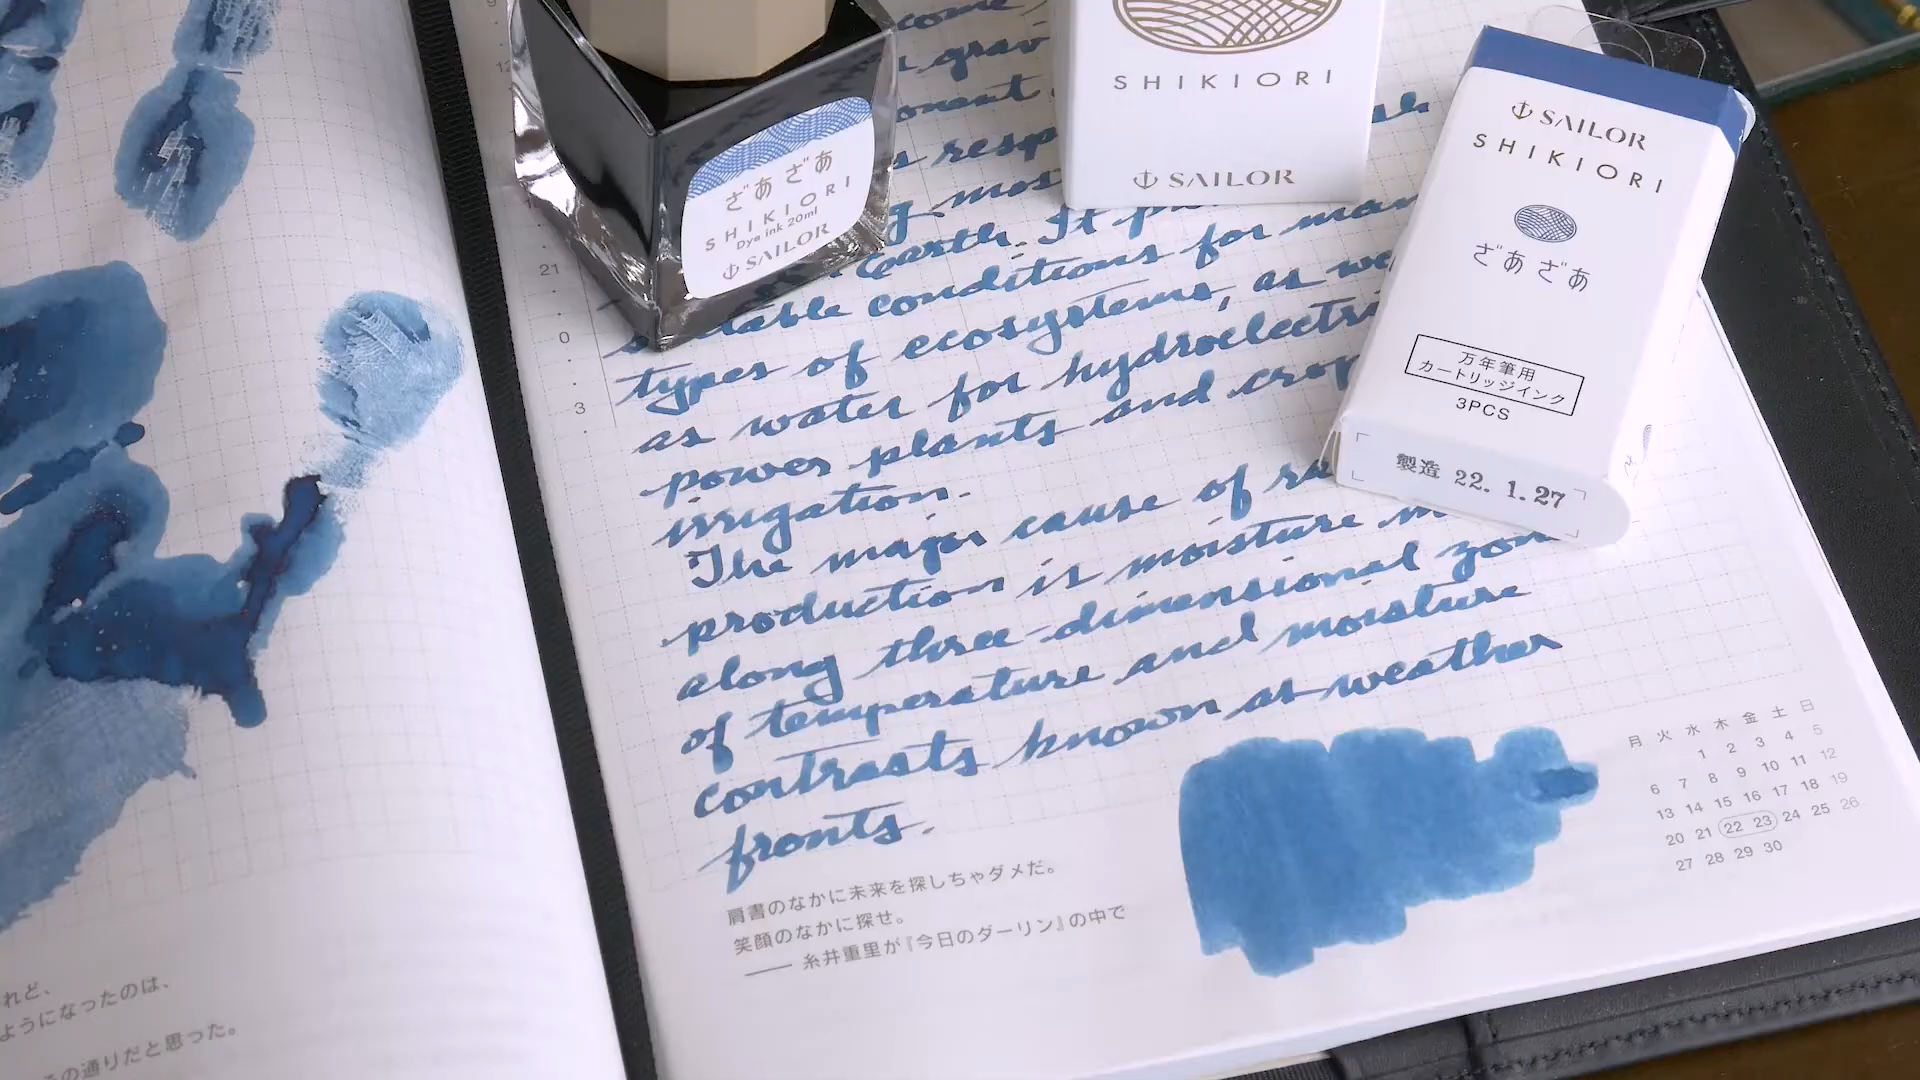 ざあざあ
SHIKIORI
Dye ink 20ml
SAILOR
SHIKIORI
SAILOR
SAILOR
SHIKIORI
ざあざあ
万年筆用
カートリッジインク
3PCS
製造 22. 1.27
9
12
21
0
3
Earth. It
conditions for
types of ecosystems, as
as water for hydroelectri
power plants and crop
irrigation.
The major cause of
production is moisture
along three-dimensional
of temperature and moisture
contrasts known as weather
fronts.
肩書のなかに未来を探しちゃダメだ。
笑顔のなかに探せ。
—— 糸井重里が『今日のダーリン』の中で
月 火 水 木 金 土 日
1 2 3 4 5
6 7 8 9 10 11 12
13 14 15 16 17 18 19
20 21 22 23 24 25 26
27 28 29 30
れど、
ようになったのは、
の通りだと思った。